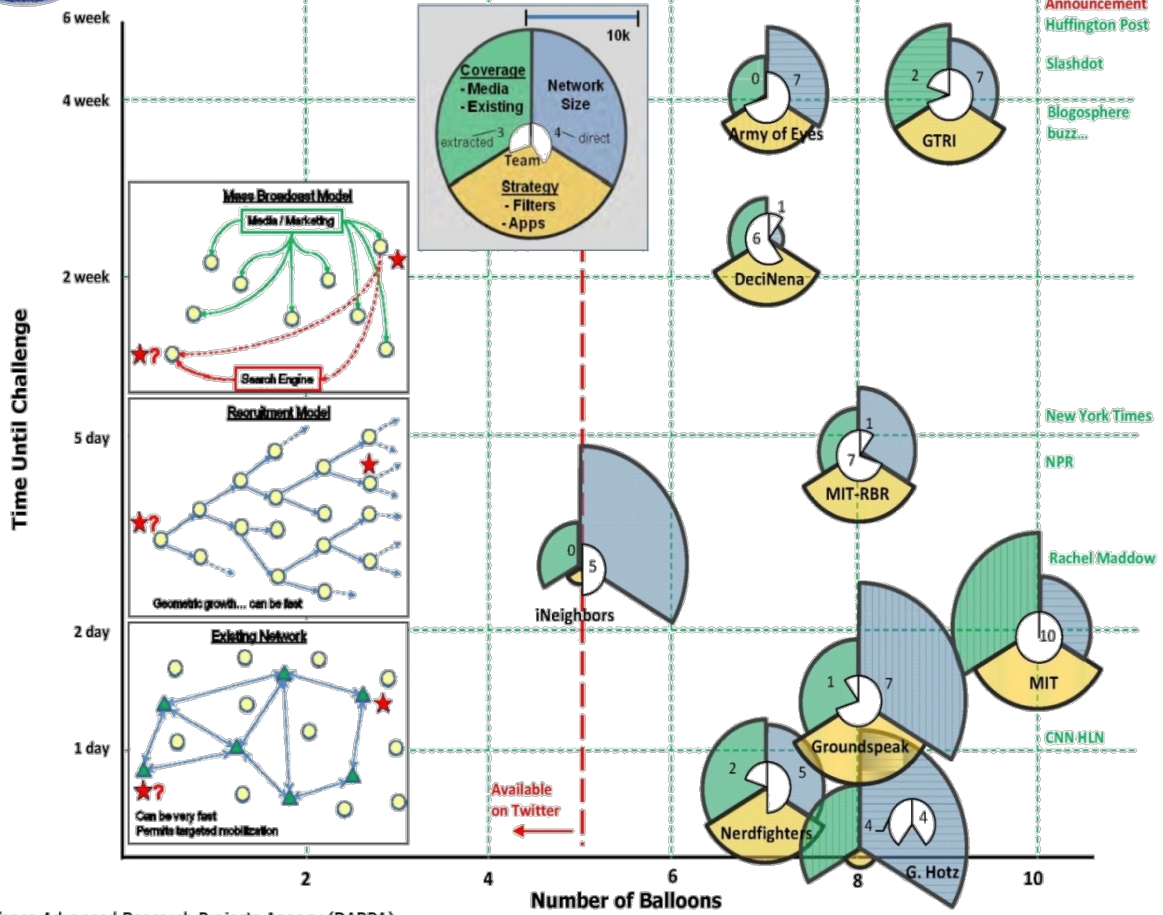 6 week
4 week
2 week
5 day
2 day
1 day
Time Until Challenge
2
4
6
8
10
Number of Balloons
10k
Coverage
- Media
- Existing
Network
Size
extracted
3
4
direct
Team
Strategy
- Filters
- Apps
Mass Broadcast Model
Media / Marketing
?
Search Engine
Recruitment Model
?
Geometric growth... can be fast
Existing Network
?
Can be very fast
Permits targeted mobilization
0
7
Army of Eyes
2
7
GTRI
1
6
DeciNena
1
7
MIT-RBR
0
5
iNeighbors
10
MIT
1
7
Groundspeak
2
5
Nerdfighters
4
4
G. Hotz
Available
on Twitter
Announcement
Huffington Post
Slashdot
Blogosphere
buzz...
New York Times
NPR
Rachel Maddow
CNN HLN
Advanced Research Projects Agency (DARPA)